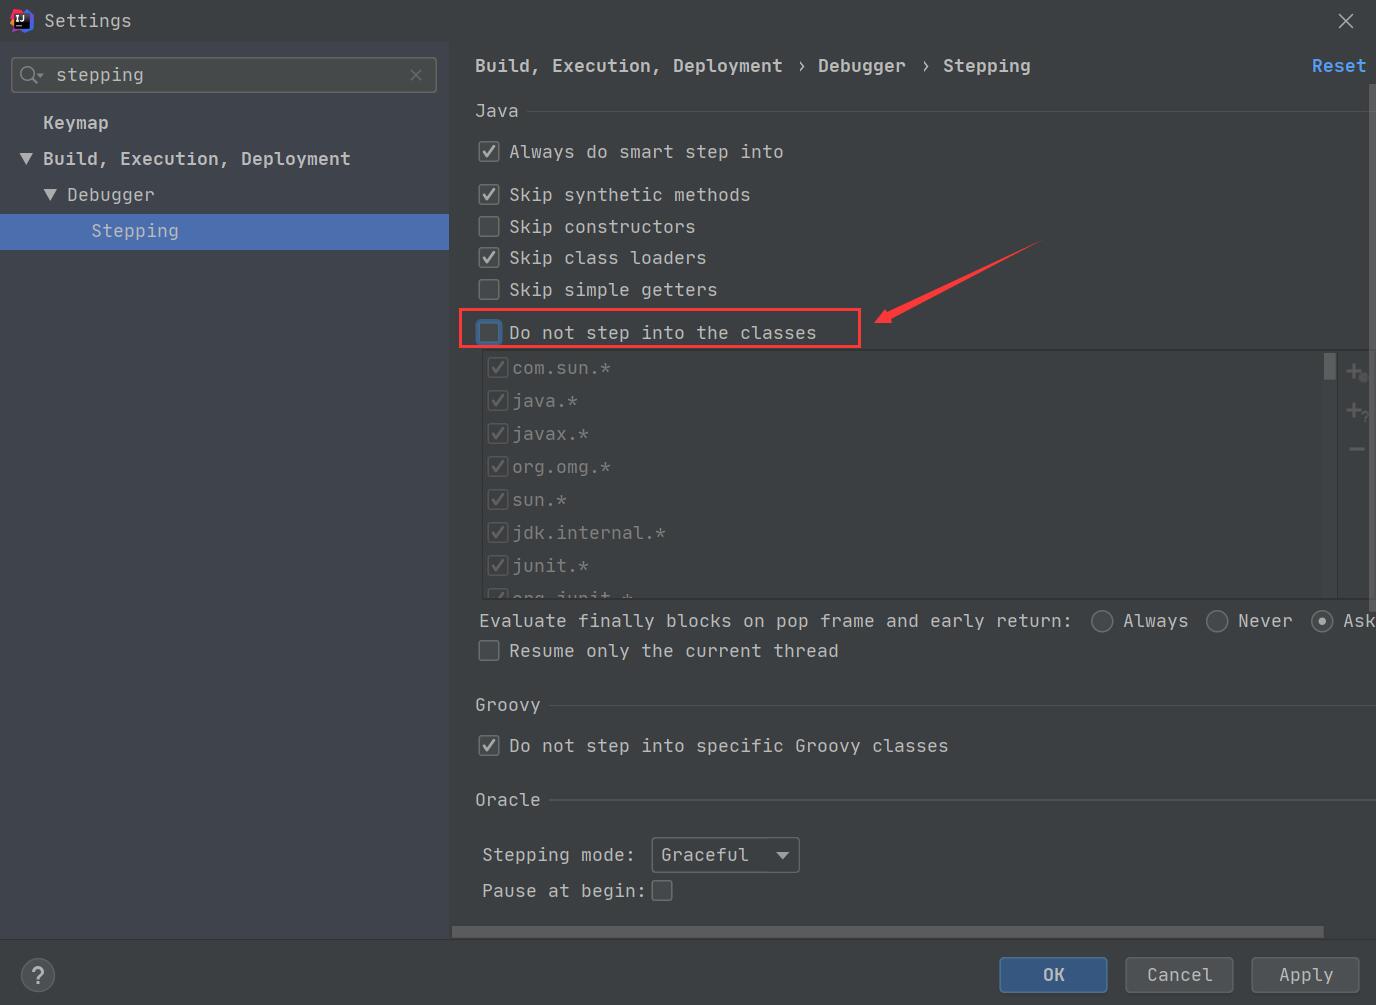 Settings
stepping
Keymap
Build, Execution, Deployment
Debugger
Stepping
Build, Execution, Deployment › Debugger › Stepping
Reset
Java
Always do smart step into
Skip synthetic methods
Skip constructors
Skip class loaders
Skip simple getters
Do not step into the classes
com.sun.*
java.*
javax.*
org.omg.*
sun.*
jdk.internal.*
junit.*
org.junit.*
Evaluate finally blocks on pop frame and early return: Always Never Ask
Resume only the current thread
Groovy
Do not step into specific Groovy classes
Oracle
Stepping mode: Graceful
Pause at begin:
?
OK
Cancel
Apply